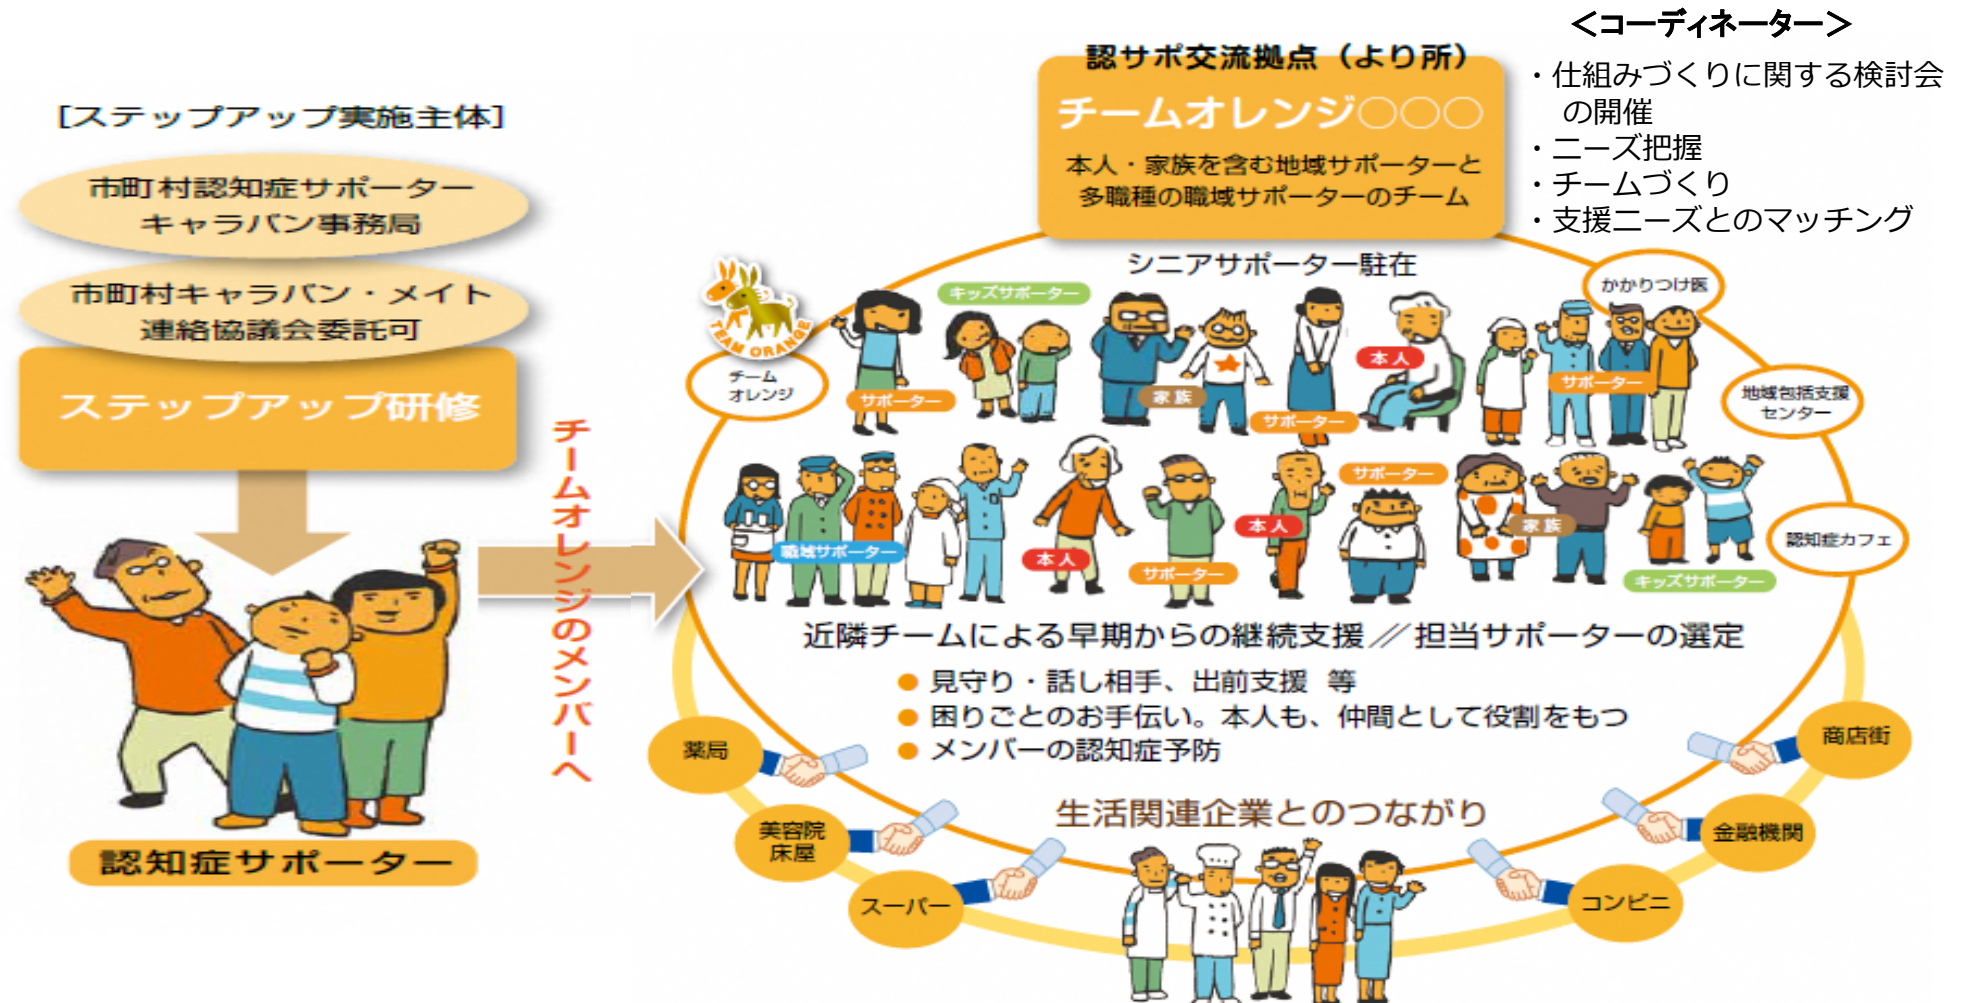 [ステップアップ実施主体]
市町村認知症サポーター
キャラバン事務局
市町村キャラバン・メイト
連絡協議会委託可
ステップアップ研修
認知症サポーター
チームオレンジのメンバーへ
認サポ交流拠点（より所）
チームオレンジ○○○
本人・家族を含む地域サポーターと
多職種の職域サポーターのチーム
＜コーディネーター＞
・仕組みづくりに関する検討会
の開催
・ニーズ把握
・チームづくり
・支援ニーズとのマッチング
シニアサポーター駐在
TEAM ORANGE
チーム
オレンジ
キッズサポーター
かかりつけ医
本人
サポーター
家族
サポーター
サポーター
地域包括支援
センター
サポーター
職域サポーター
本人
サポーター
本人
家族
キッズサポーター
認知症カフェ
近隣チームによる早期からの継続支援／／担当サポーターの選定
● 見守り・話し相手、出前支援 等
● 困りごとのお手伝い。本人も、仲間として役割をもつ
● メンバーの認知症予防
生活関連企業とのつながり
薬局
美容院
床屋
スーパー
商店街
金融機関
コンビニ